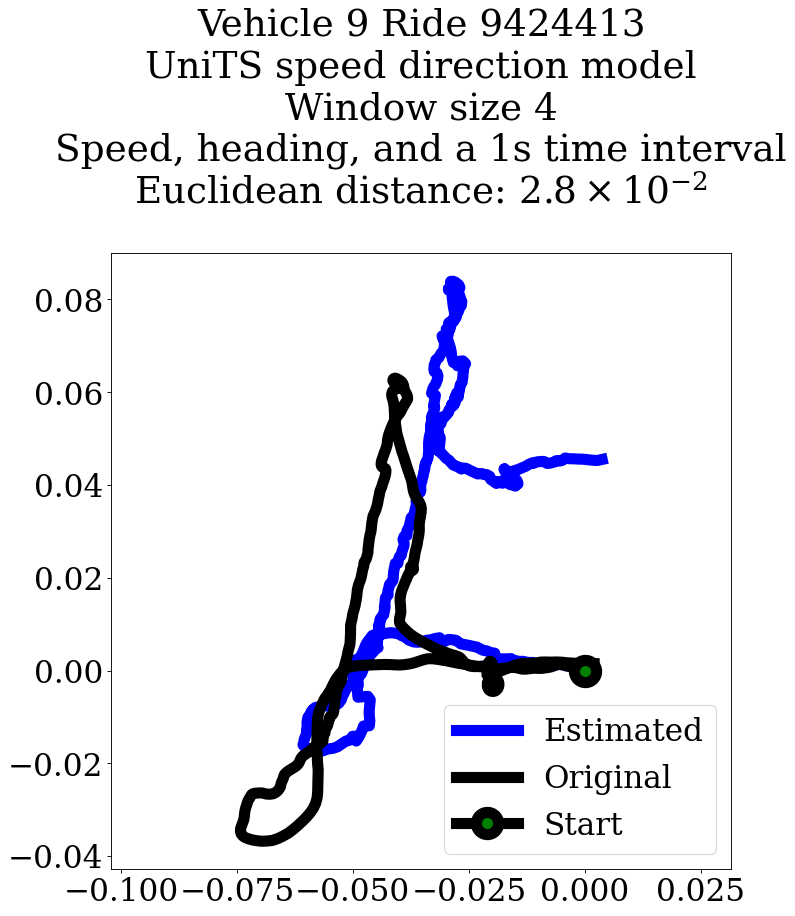 Vehicle 9 Ride 9424413
UniTS speed direction model
Window size 4
Speed, heading, and a 1s time interval
Euclidean distance: 2.8 × 10⁻²
0.08
0.06
0.04
0.02
0.00
−0.02
−0.04
Estimated
Original
Start
−0.100 −0.075 −0.050 −0.025 0.000 0.025